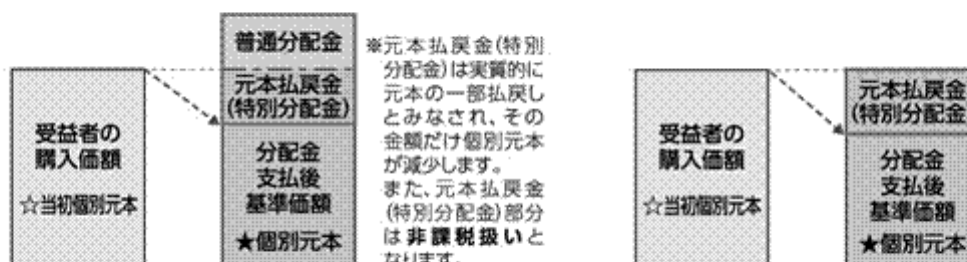 受益者の
購入価額
☆当初個別元本
普通分配金
元本払戻金
(特別分配金)
分配金
支払後
基準価額
★個別元本
※元本払戻金(特別
分配金)は実質的に
元本の一部払戻し
とみなされ、その
金額だけ個別元本
が減少します。
また、元本払戻金
(特別分配金)部分
は非課税扱いと
なります。
受益者の
購入価額
☆当初個別元本
元本払戻金
(特別分配金
分配金
支払後
基準価額
★個別元本